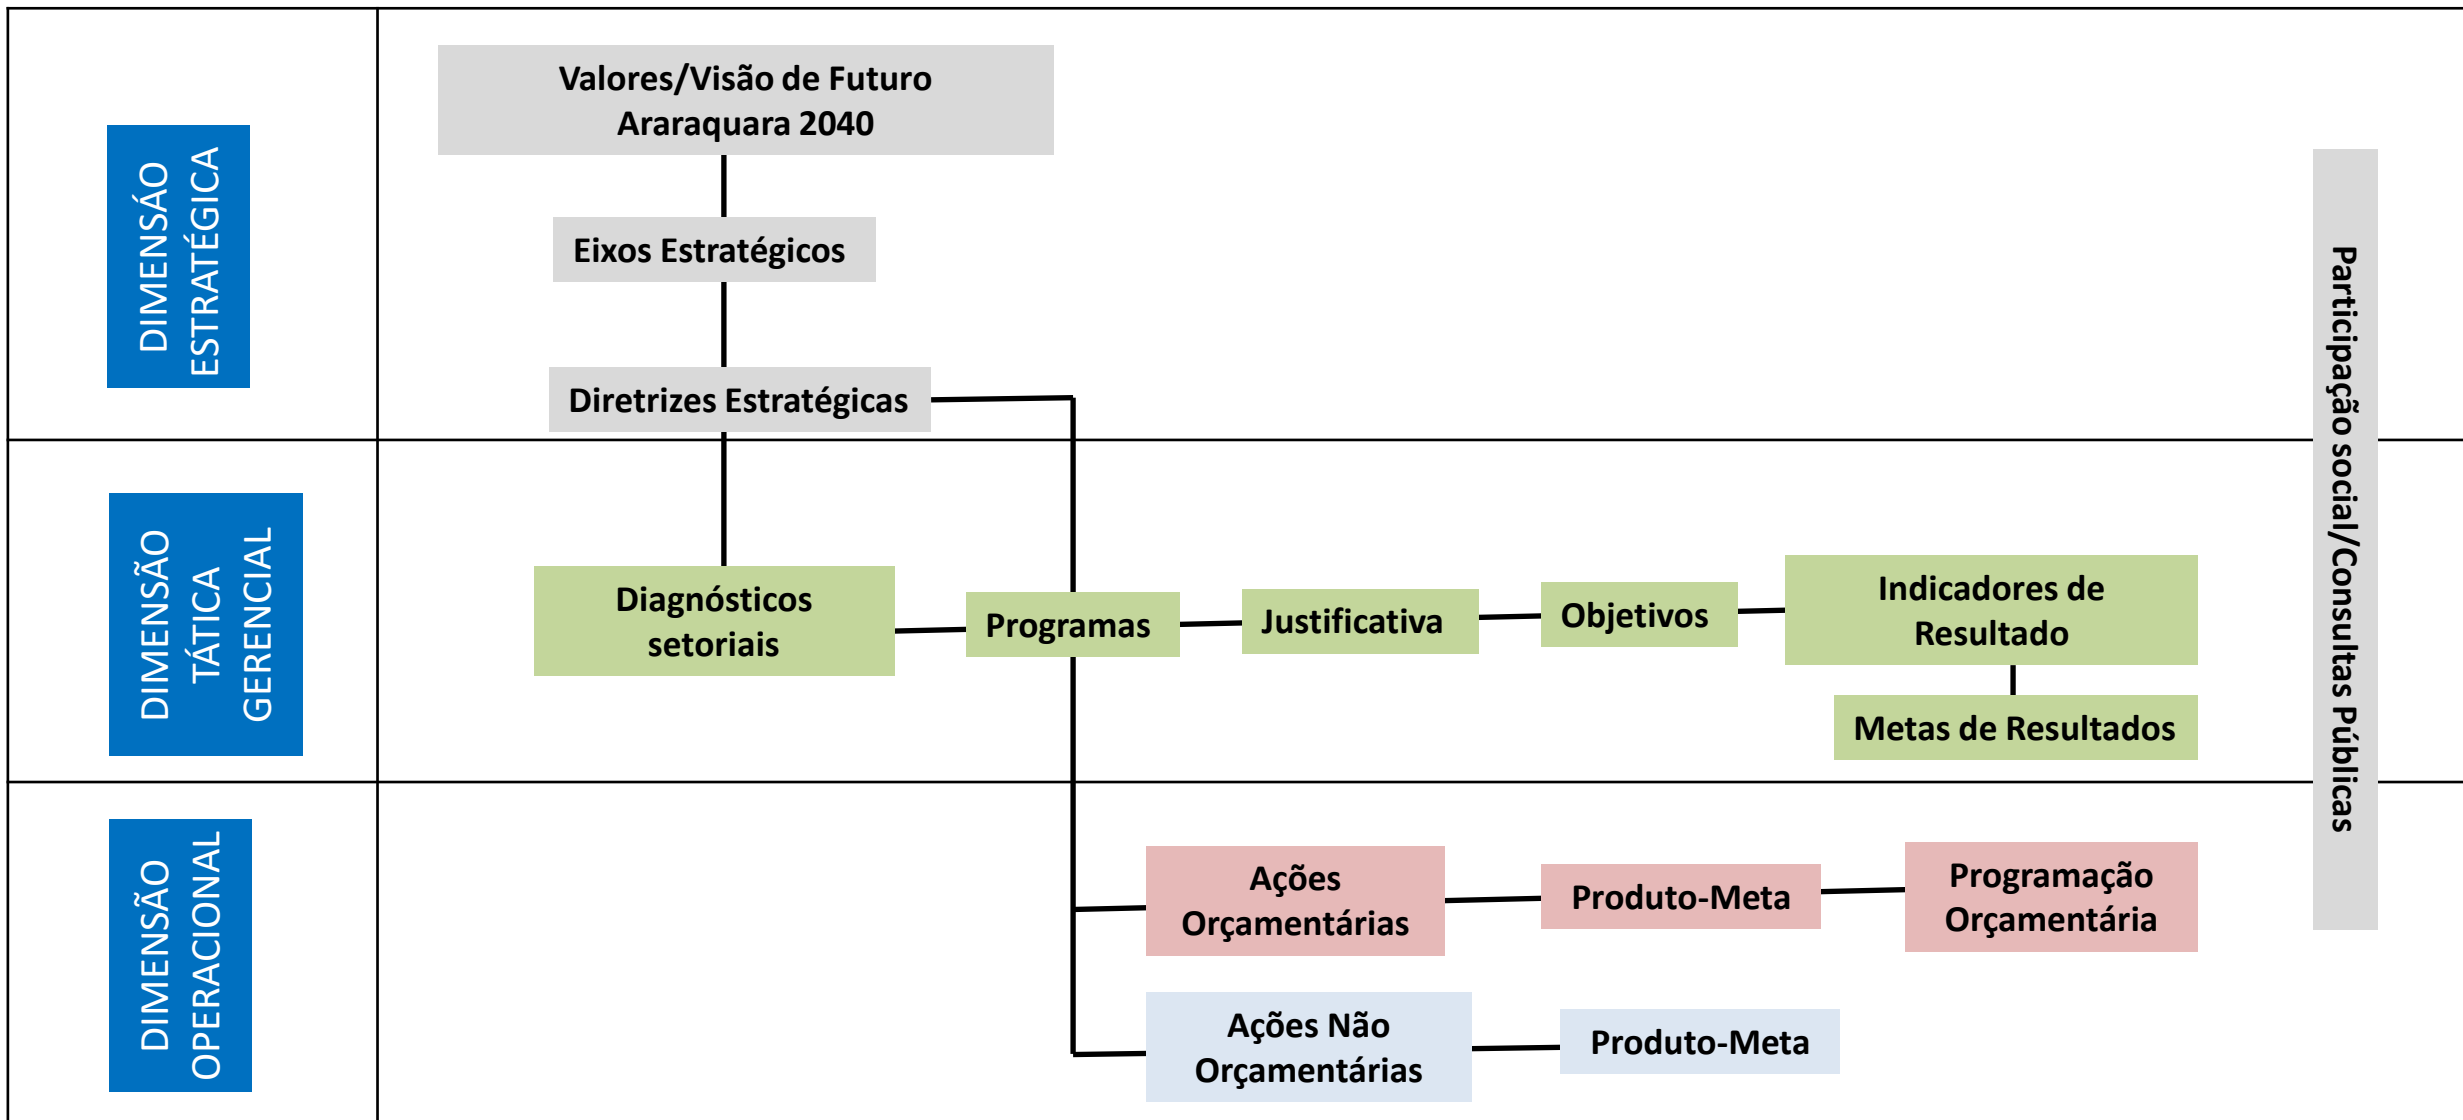 DIMENSÁO
ESTRATÉGICA
Valores/Visão de Futuro
Araraquara 2040
Eixos Estratégicos
Diretrizes Estratégicas
Participação social/Consultas Públicas
DIMENSÃO
TÁTICA
GERENCIAL
Diagnósticos
setoriais
Programas
Justificativa
Objetivos
Indicadores de
Resultado
Metas de Resultados
DIMENSÃO
OPERACIONAL
Ações
Orçamentárias
Produto-Meta
Programação
Orçamentária
Ações Não
Orçamentárias
Produto-Meta